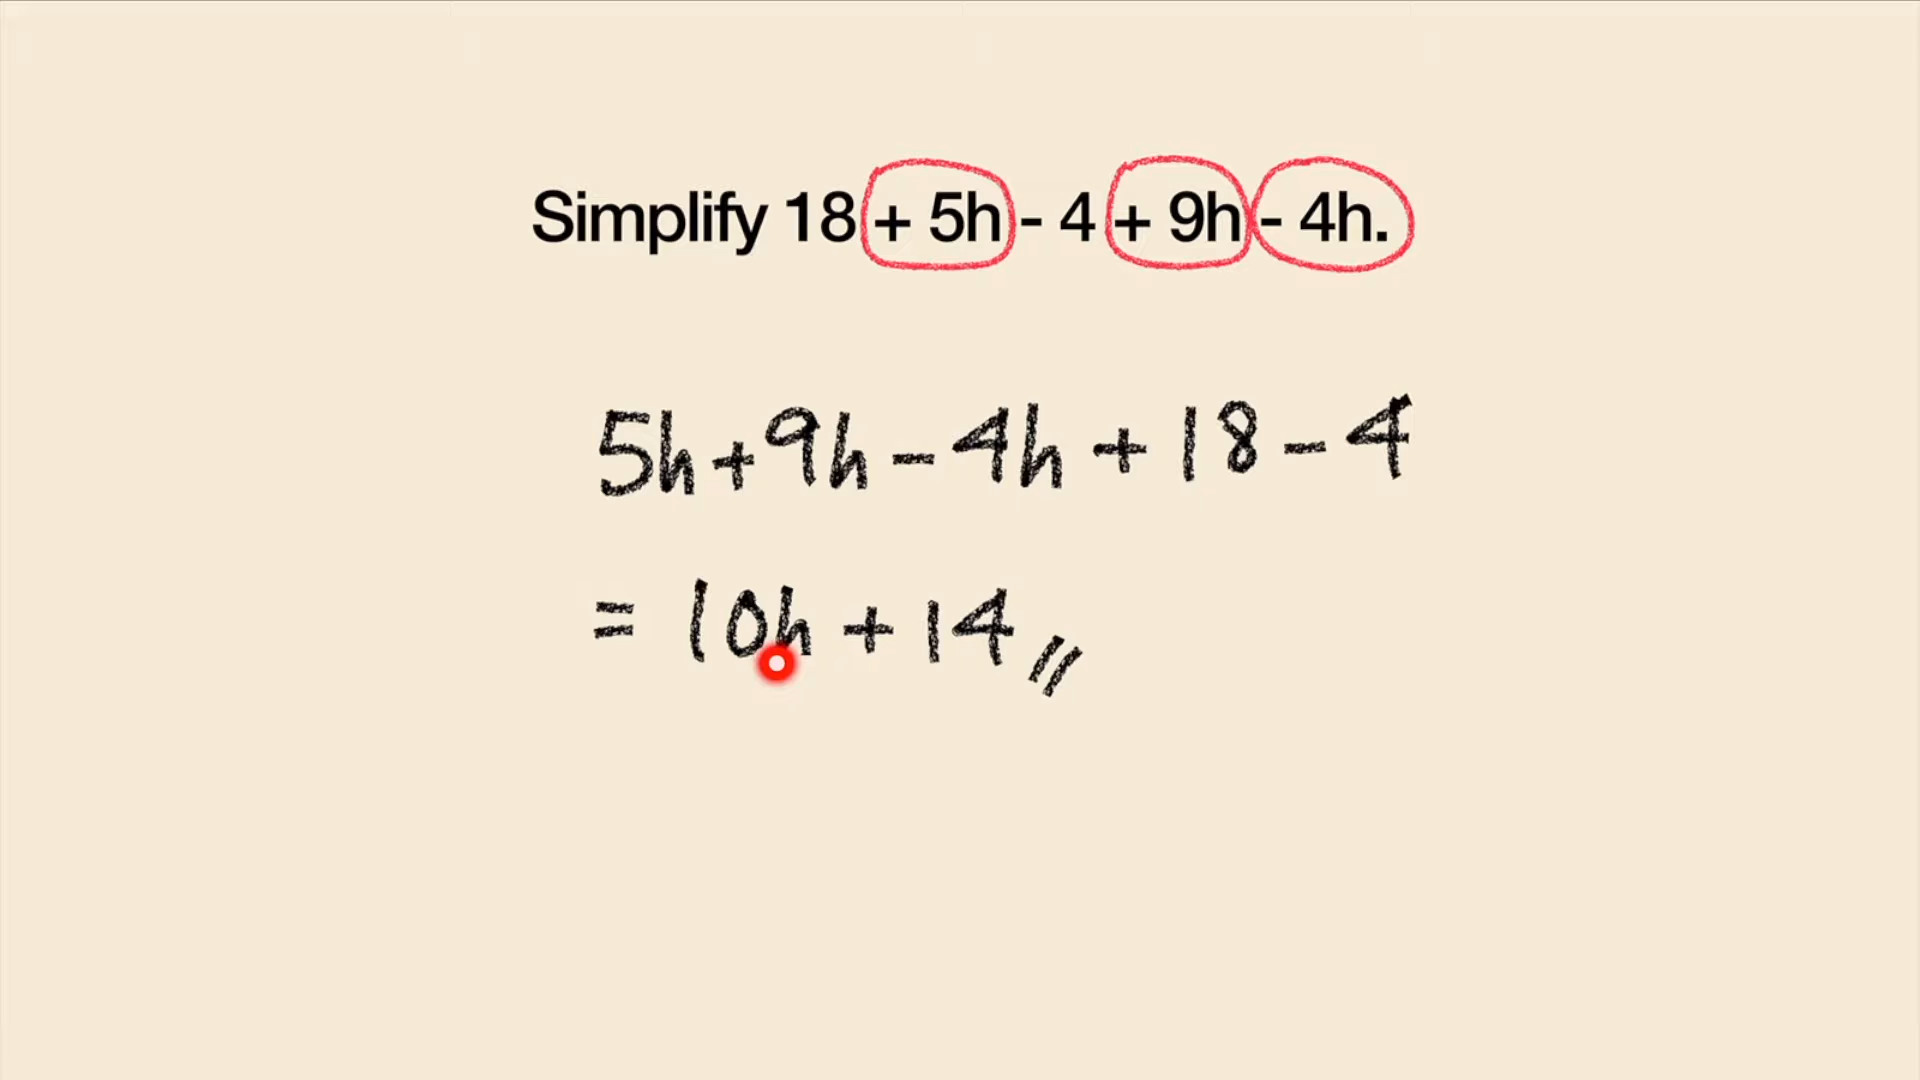 Simplify 18 + 5h - 4 + 9h - 4h.
5h + 9h - 4h + 18 - 4
= 10h + 14